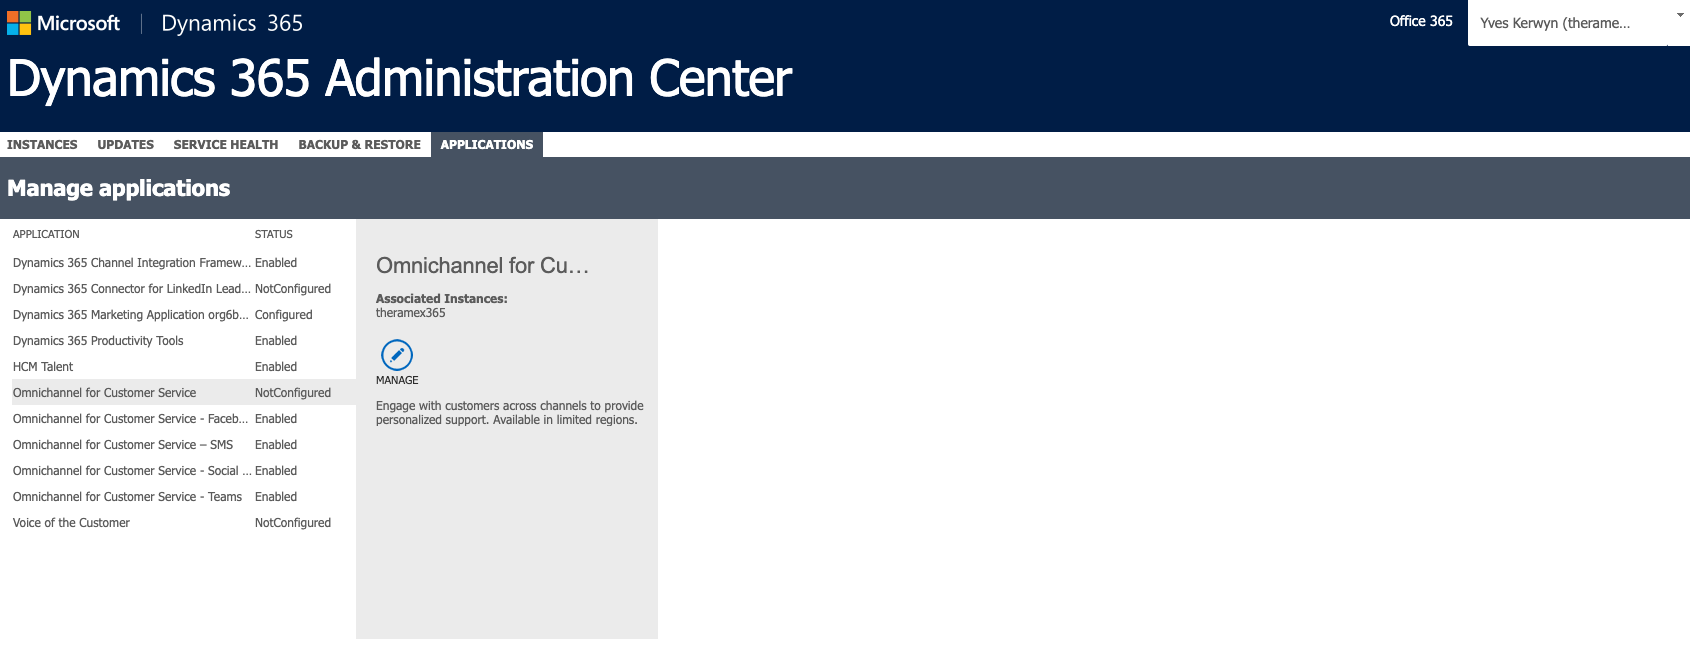 Microsoft | Dynamics 365
Office 365
Yves Kerwyn (therame...
Dynamics 365 Administration Center
INSTANCES UPDATES SERVICE HEALTH BACKUP & RESTORE APPLICATIONS
Manage applications
APPLICATION STATUS
Dynamics 365 Channel Integration Framew... Enabled
Dynamics 365 Connector for LinkedIn Lead... NotConfigured
Dynamics 365 Marketing Application org6b... Configured
Dynamics 365 Productivity Tools Enabled
HCM Talent Enabled
Omnichannel for Customer Service NotConfigured
Omnichannel for Customer Service - Faceb... Enabled
Omnichannel for Customer Service – SMS Enabled
Omnichannel for Customer Service - Social ... Enabled
Omnichannel for Customer Service - Teams Enabled
Voice of the Customer NotConfigured
Omnichannel for Cu...
Associated Instances:
theramex365
MANAGE
Engage with customers across channels to provide
personalized support. Available in limited regions.